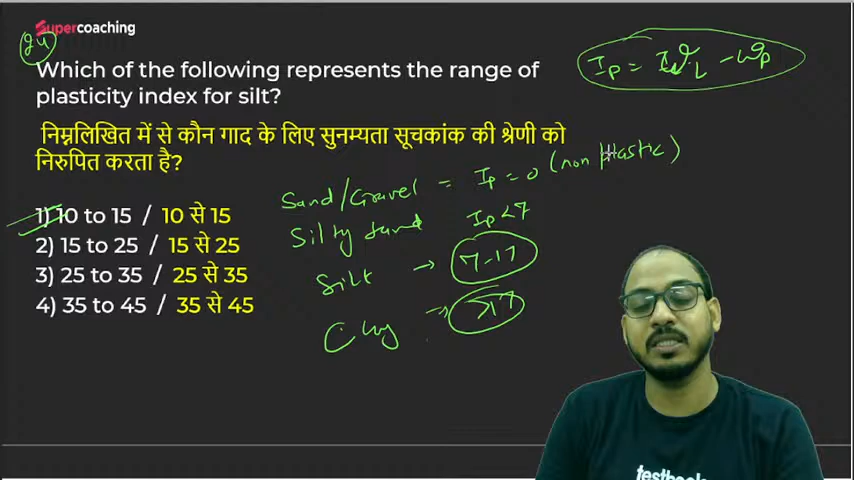 Supercoaching
24
Which of the following represents the range of
plasticity index for silt?
Ip = WL - Wp
निम्नलिखित में से कौन गाद के लिए सुनम्यता सूचकांक की श्रेणी को
निरुपित करता है?
1) 10 to 15 / 10 से 15
2) 15 to 25 / 15 से 25
3) 25 to 35 / 25 से 35
4) 35 to 45 / 35 से 45
Sand/Gravel = Ip = 0 (non plastic)
Silty sand Ip < 7
Silt → 7-17
Clay →
testbook